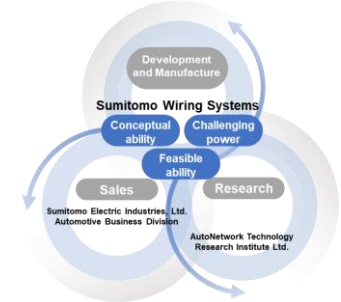 Development
and Manufacture
Sumitomo Wiring Systems
Conceptual
ability
Challenging
power
Feasible
ability
Sales
Research
Sumitomo Electric Industries, Ltd.
Automotive Business Division
AutoNetwork Technology
Research Institute Ltd.